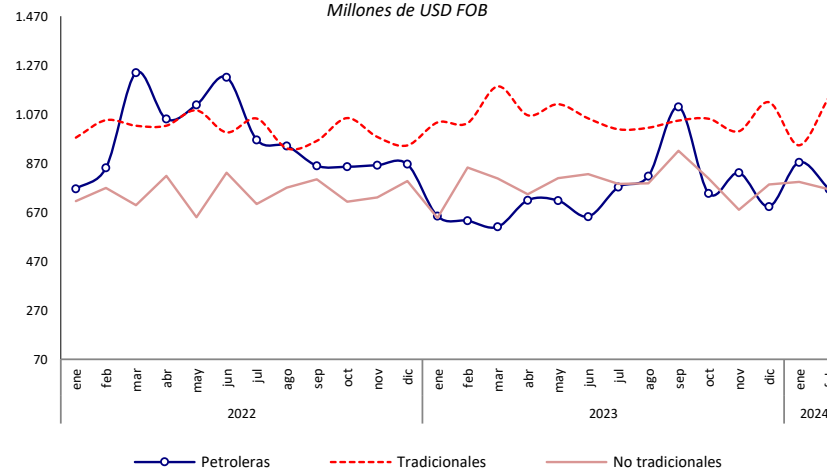 Millones de USD FOB
1.470
1.270
1.070
870
670
470
270
70
ene feb mar abr may jun jul ago sep oct nov dic ene feb mar abr may jun jul ago sep oct nov dic ene
2022 2023 2024
Petroleras Tradicionales No tradicionales